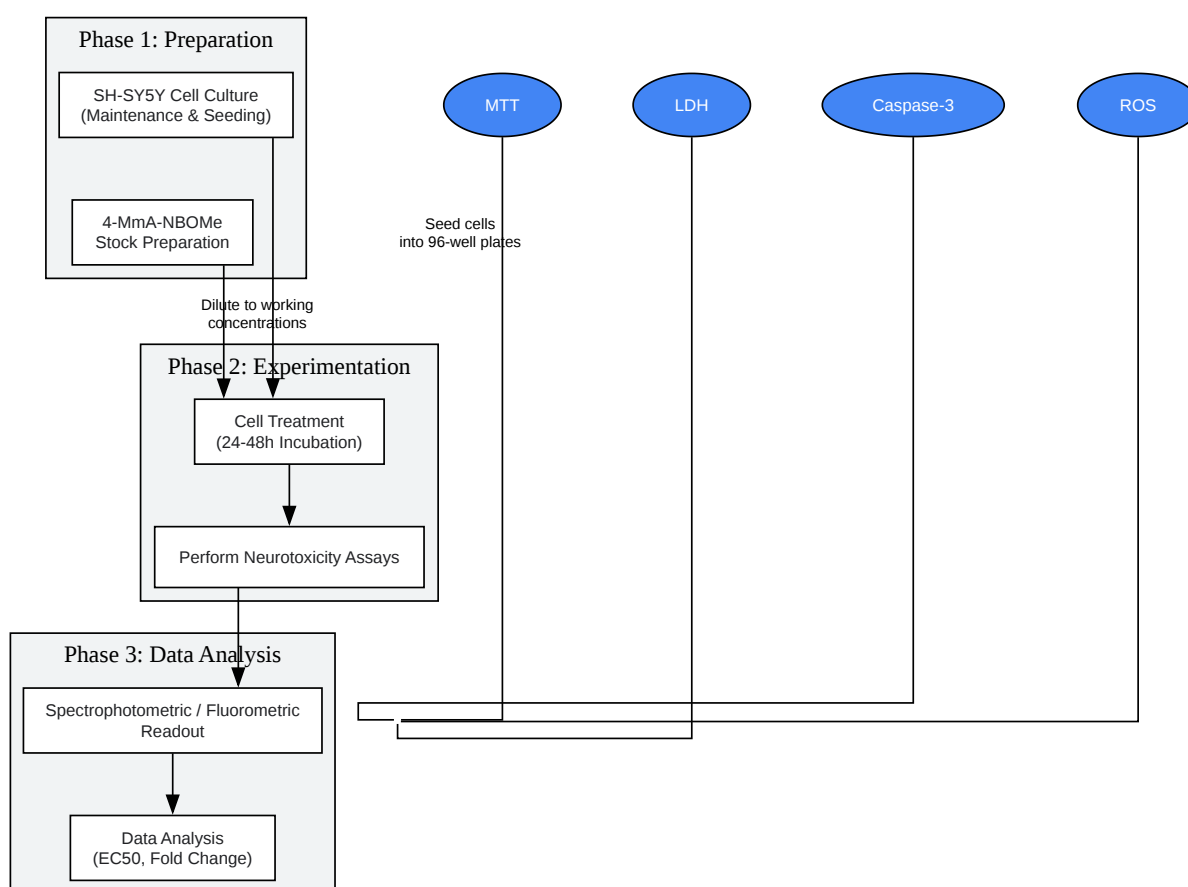 Phase 1: Preparation
SH-SY5Y Cell Culture
(Maintenance & Seeding)
MTT
LDH
Caspase-3
ROS
4-MmA-NBOMe
Stock Preparation
Seed cells
into 96-well plates
Dilute to working
concentrations
Phase 2: Experimentation
Cell Treatment
(24-48h Incubation)
Perform Neurotoxicity Assays
Phase 3: Data Analysis
Spectrophotometric / Fluorometric
Readout
Data Analysis
(EC50, Fold Change)